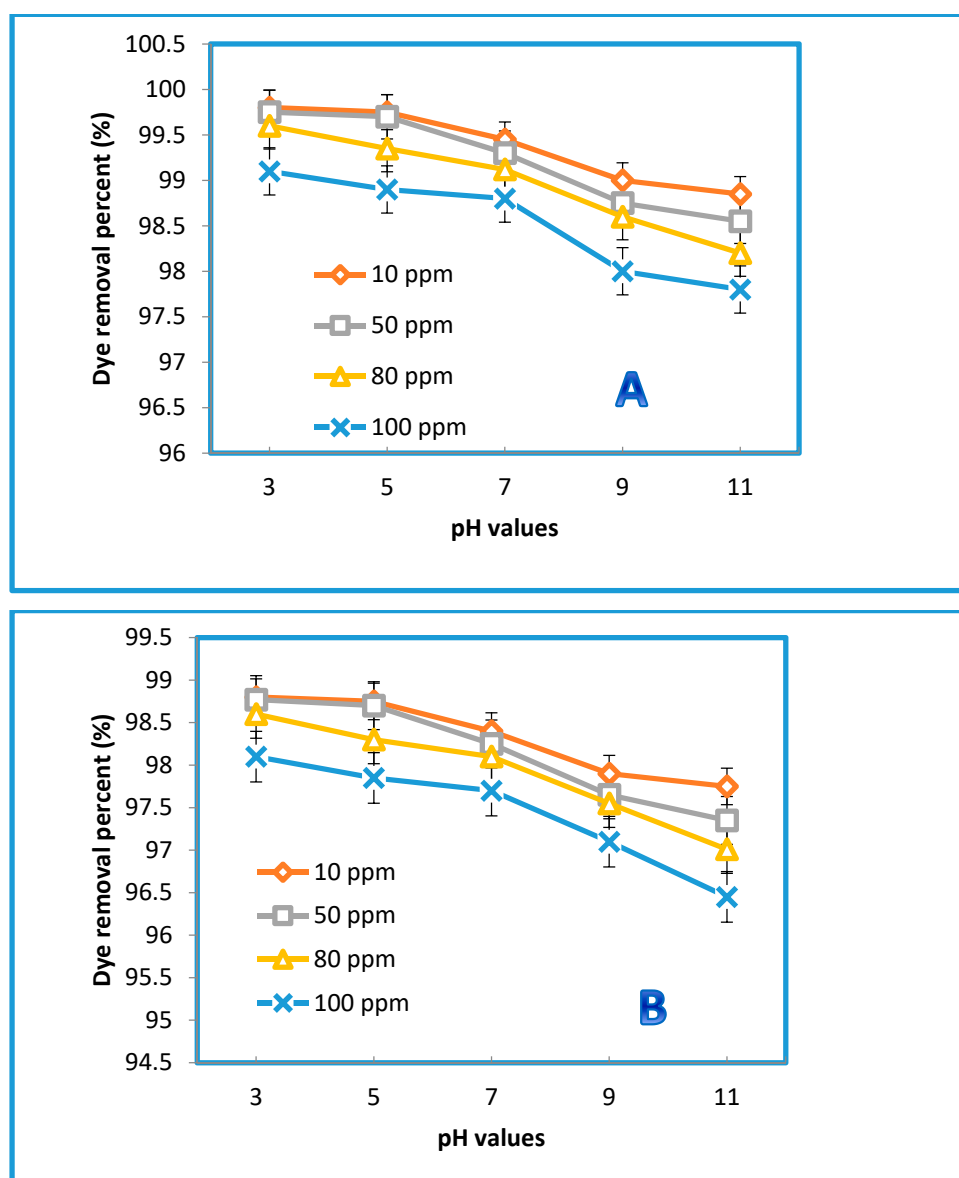 100.5
100
99.5
99
98.5
98
97.5
97
96.5
96
Dye removal percent (%)
10 ppm
50 ppm
80 ppm
100 ppm
A
3 5 7 9 11
pH values
99.5
99
98.5
98
97.5
97
96.5
96
95.5
95
94.5
Dye removal percent (%)
10 ppm
50 ppm
80 ppm
100 ppm
B
3 5 7 9 11
pH values